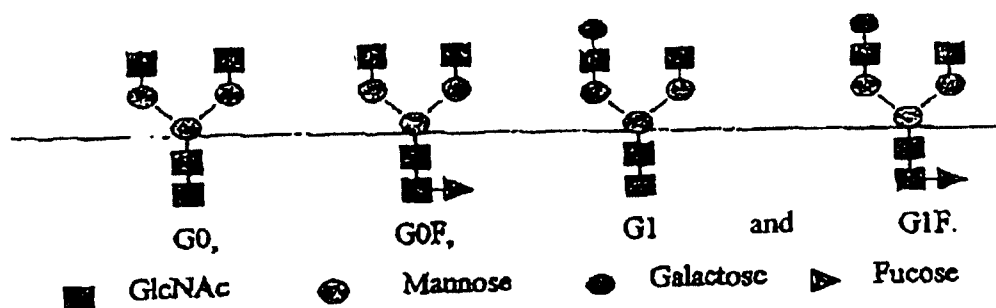 G0, G0F, G1 and G1F.
GlcNAc Mannose Galactose Fucose